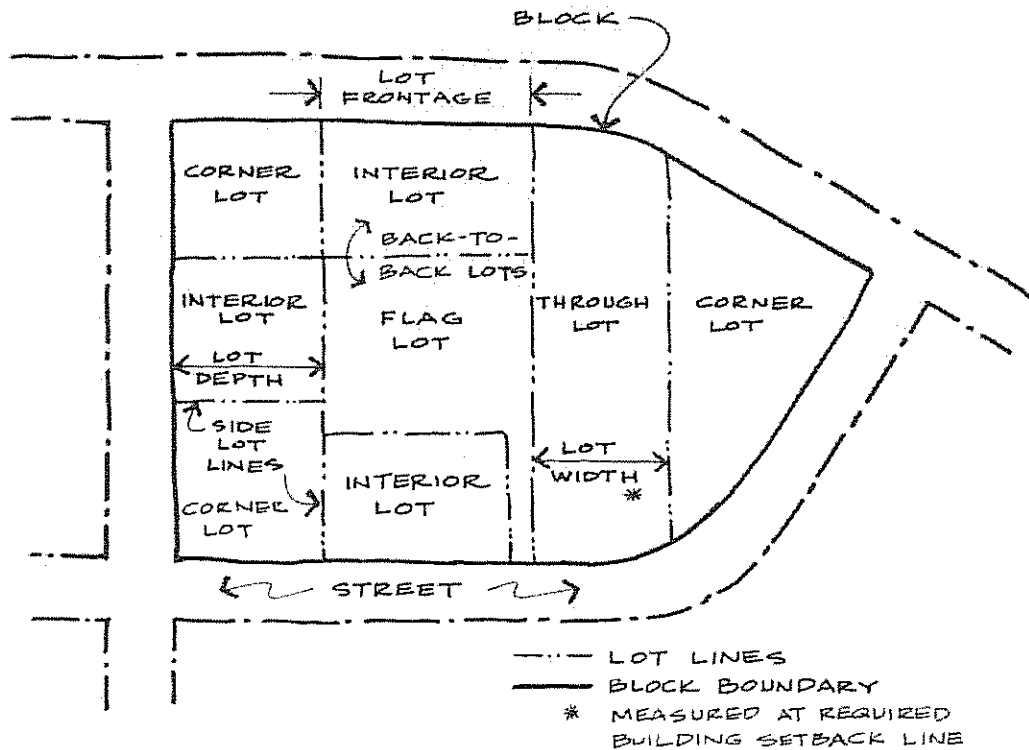 BLOCK
LOT
FRONTAGE
CORNER
LOT
INTERIOR
LOT
BACK-TO-
BACK LOTS
INTERIOR
LOT
FLAG
LOT
THROUGH
LOT
CORNER
LOT
LOT
DEPTH
SIDE
LOT
LINES
LOT
WIDTH
*
CORNER
LOT
INTERIOR
LOT
STREET
LOT LINES
BLOCK BOUNDARY
* MEASURED AT REQUIRED
BUILDING SETBACK LINE